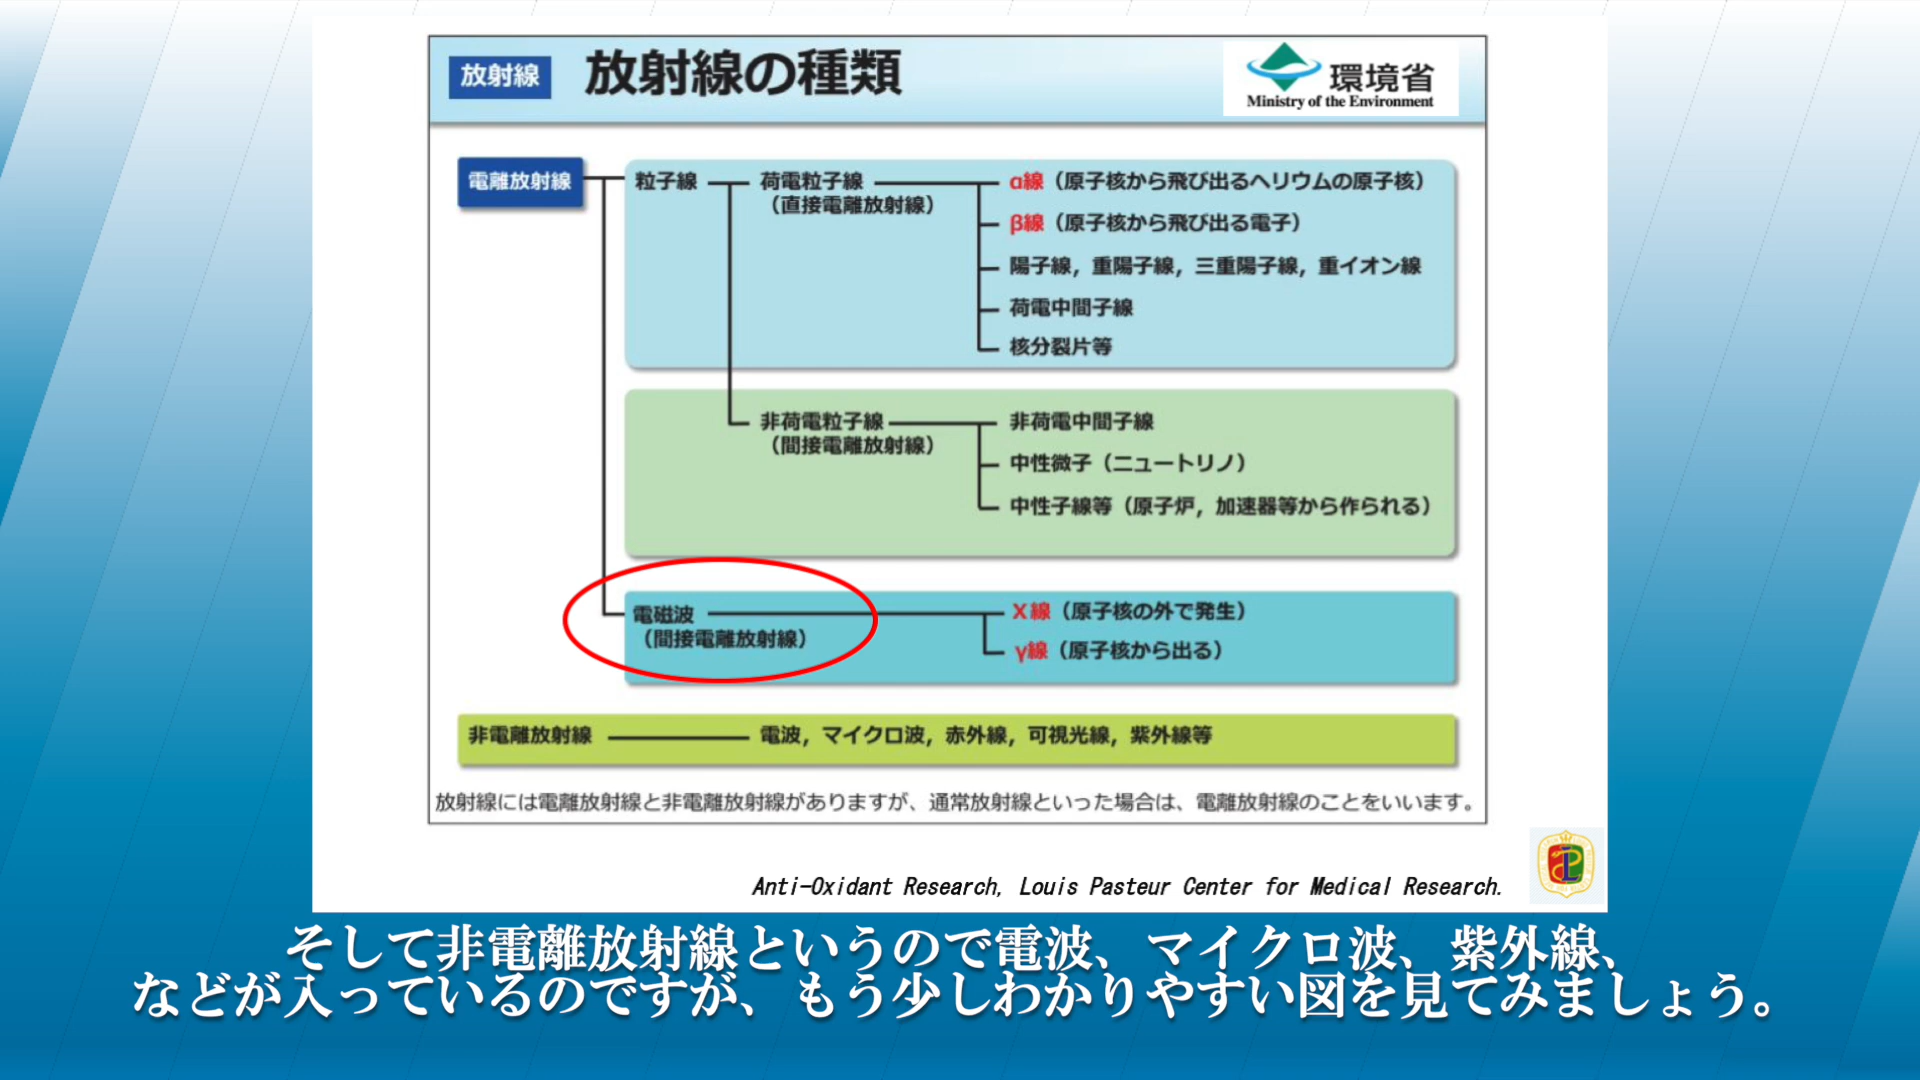 放射線
放射線の種類
環境省
Ministry of the Environment
電離放射線
粒子線
荷電粒子線
（直接電離放射線）
α線（原子核から飛び出るヘリウムの原子核）
β線（原子核から飛び出る電子）
陽子線，重陽子線，三重陽子線，重イオン線
荷電中間子線
核分裂片等
非荷電粒子線
（間接電離放射線）
非荷電中間子線
中性微子（ニュートリノ）
中性子線等（原子炉，加速器等から作られる）
電磁波
（間接電離放射線）
X線（原子核の外で発生）
γ線（原子核から出る）
非電離放射線
電波，マイクロ波，赤外線，可視光線，紫外線等
放射線には電離放射線と非電離放射線がありますが、通常放射線といった場合は、電離放射線のことをいいます。
Anti-Oxidant Research, Louis Pasteur Center for Medical Research.
そして非電離放射線というので電波、マイクロ波、紫外線、
などが入っているのですが、もう少しわかりやすい図を見てみましょう。